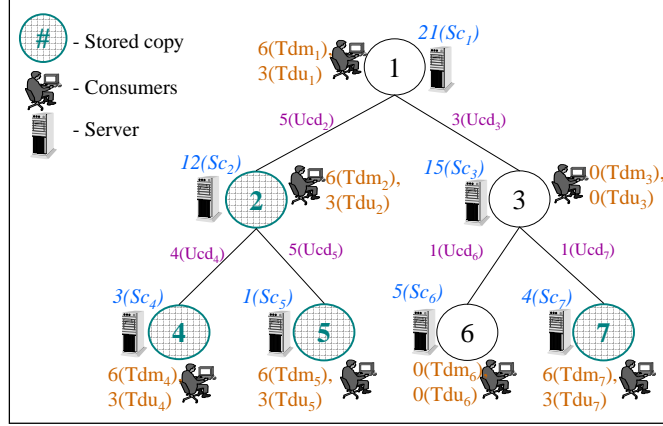 # - Stored copy
- Consumers
- Server
6(Tdm₁),
3(Tdu₁)
1
21(Sc₁)
5(Ucd₂)
3(Ucd₃)
12(Sc₂)
2
6(Tdm₂),
3(Tdu₂)
15(Sc₃)
3
0(Tdm₃),
0(Tdu₃)
4(Ucd₄)
5(Ucd₅)
1(Ucd₆)
1(Ucd₇)
3(Sc₄)
4
1(Sc₅)
5
5(Sc₆)
6
4(Sc₇)
7
6(Tdm₄),
3(Tdu₄)
6(Tdm₅),
3(Tdu₅)
0(Tdm₆),
0(Tdu₆)
6(Tdm₇),
3(Tdu₇)